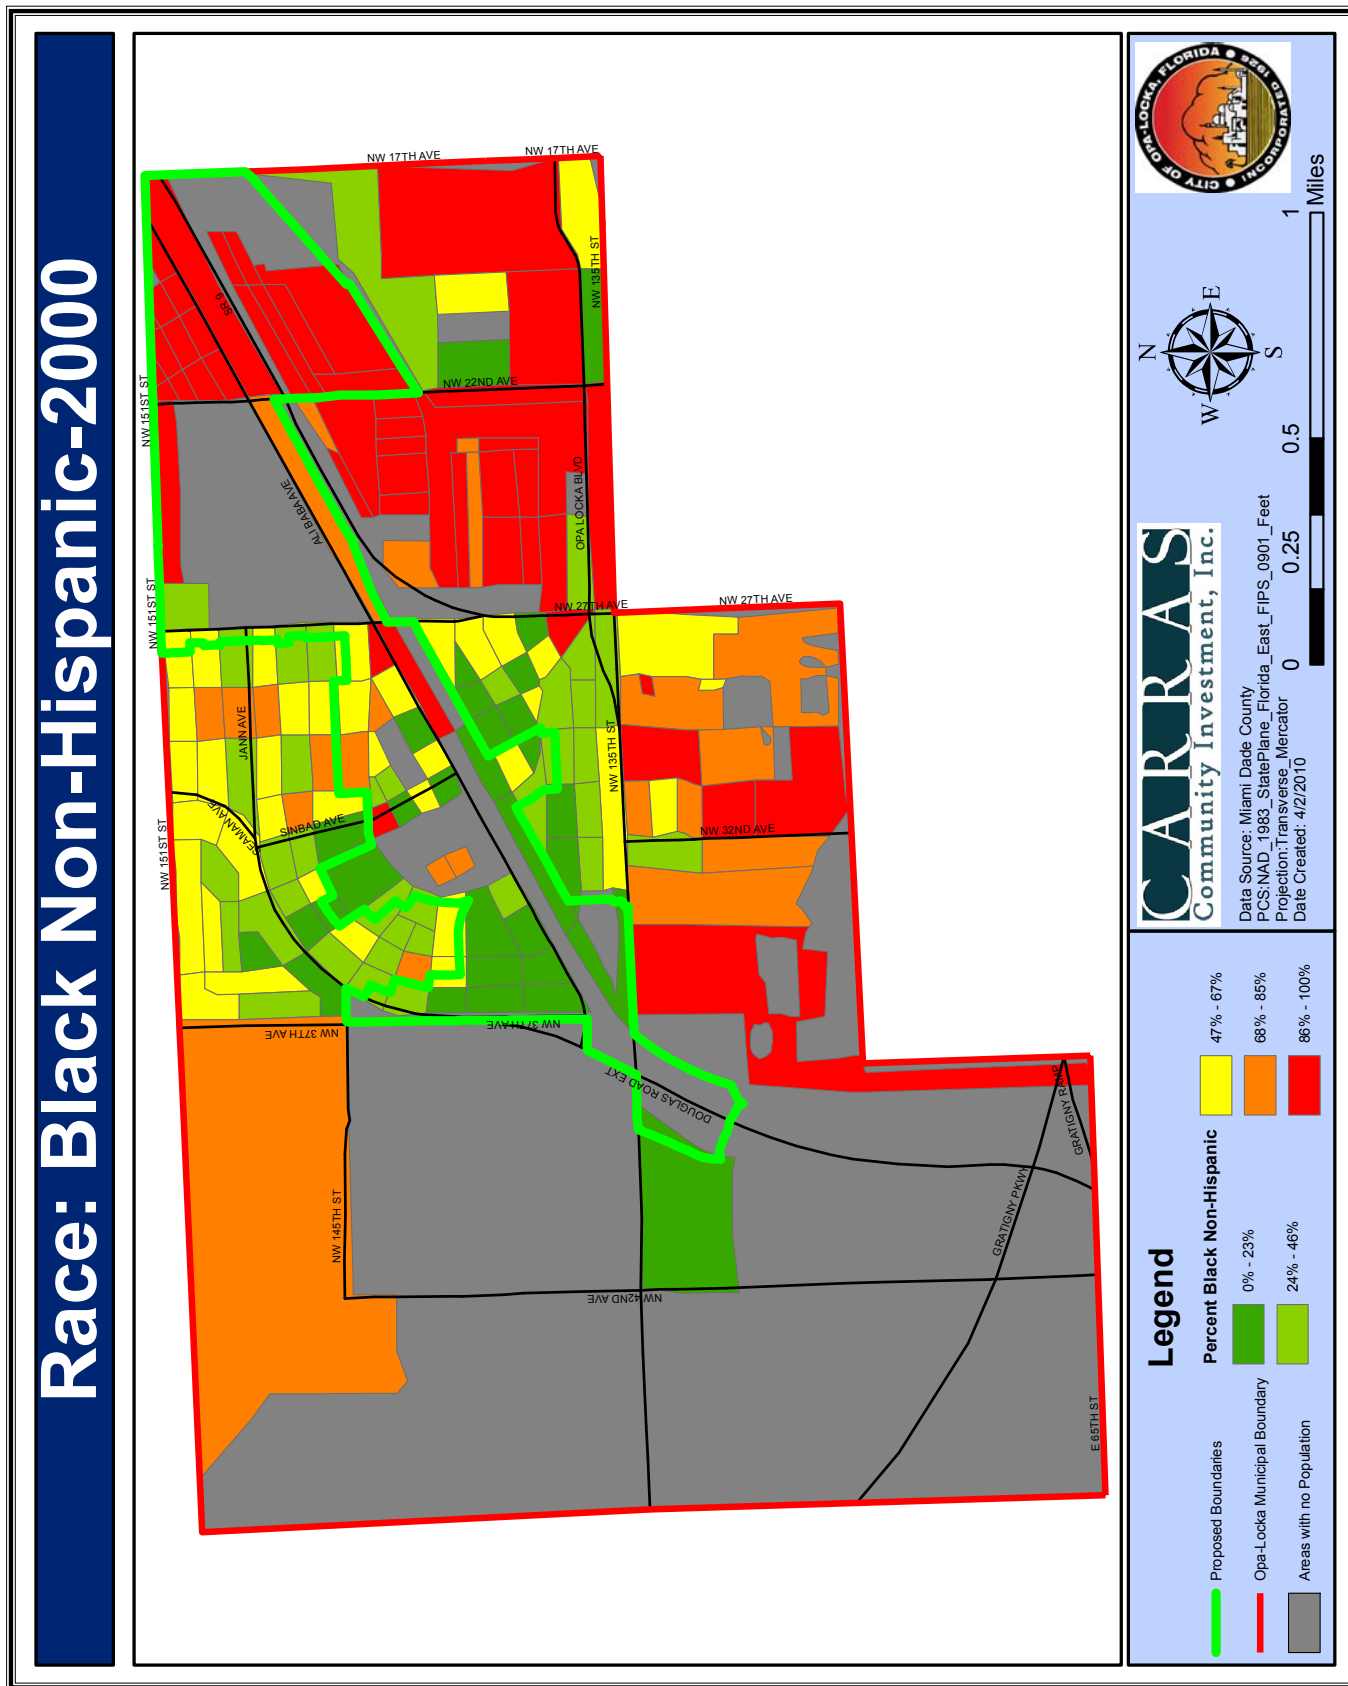 Race: Black Non-Hispanic-2000
NW 17TH AVE
NW 17TH AVE
NW 151ST ST
SR 9
NW 22ND AVE
NW 135TH ST
ALI BABA AVE
OPA LOCKA BLVD
NW 151ST ST
NW 27TH AVE
NW 27TH AVE
JANN AVE
NW 135TH ST
SEAMAN AVE
SINBAD AVE
NW 32ND AVE
NW 151ST ST
NW 37TH AVE
NW 37TH AVE
DOUGLAS ROAD EXT
GRATIGNY RAMP
GRATIGNY PKWY
NW 145TH ST
NW 42ND AVE
E 65TH ST
Legend
Proposed Boundaries
Opa-Locka Municipal Boundary
Areas with no Population
Percent Black Non-Hispanic
0% - 23%
24% - 46%
47% - 67%
68% - 85%
86% - 100%
CARRAS
Community Investment, Inc.
Data Source: Miami Dade County
PCS:NAD_1983_StatePlane_Florida_East_FIPS_0901_Feet
Projection:Transverse_Mercator
Date Created: 4/2/2010
N
W E
S
0 0.25 0.5 1
Miles
CITY OF OPA-LOCKA, FLORIDA
INCORPORATED 1926